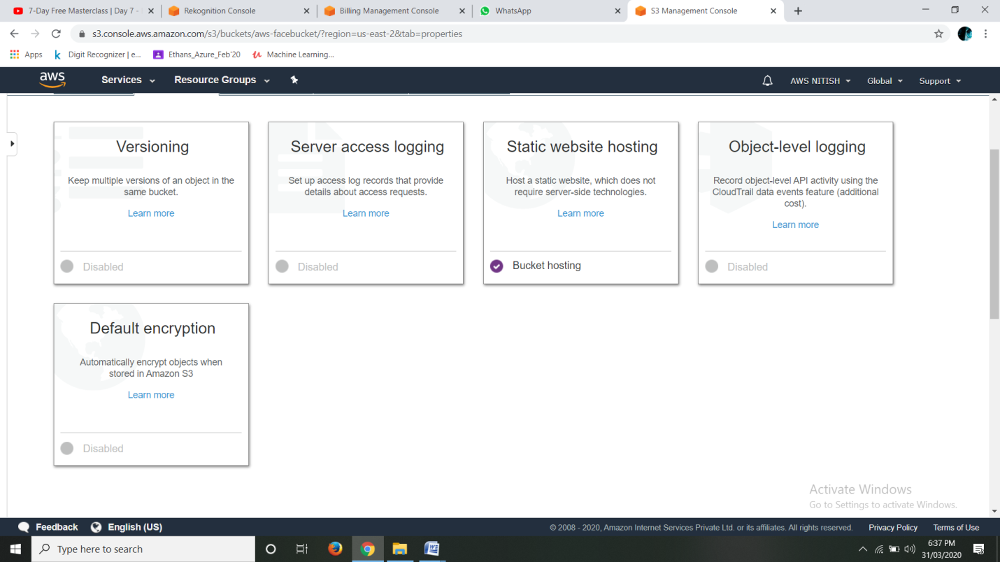 7-Day Free Masterclass | Day 7 -
Rekognition Console
Billing Management Console
WhatsApp
S3 Management Console
s3.console.aws.amazon.com/s3/buckets/aws-facebucket/?region=us-east-2&tab=properties
Apps
Digit Recognizer | e...
Ethans_Azure_Feb'20
Machine Learning...
aws
Services
Resource Groups
AWS NITISH
Global
Support
Versioning
Keep multiple versions of an object in the
same bucket.
Learn more
Disabled
Server access logging
Set up access log records that provide
details about access requests.
Learn more
Disabled
Static website hosting
Host a static website, which does not
require server-side technologies.
Learn more
Bucket hosting
Object-level logging
Record object-level API activity using the
CloudTrail data events feature (additional
cost).
Learn more
Disabled
Default encryption
Automatically encrypt objects when
stored in Amazon S3
Learn more
Disabled
Activate Windows
Go to Settings to activate Windows.
Feedback
English (US)
© 2008 - 2020, Amazon Internet Services Private Ltd. or its affiliates. All rights reserved.
Privacy Policy
Terms of Use
Type here to search
6:37 PM
31/03/2020